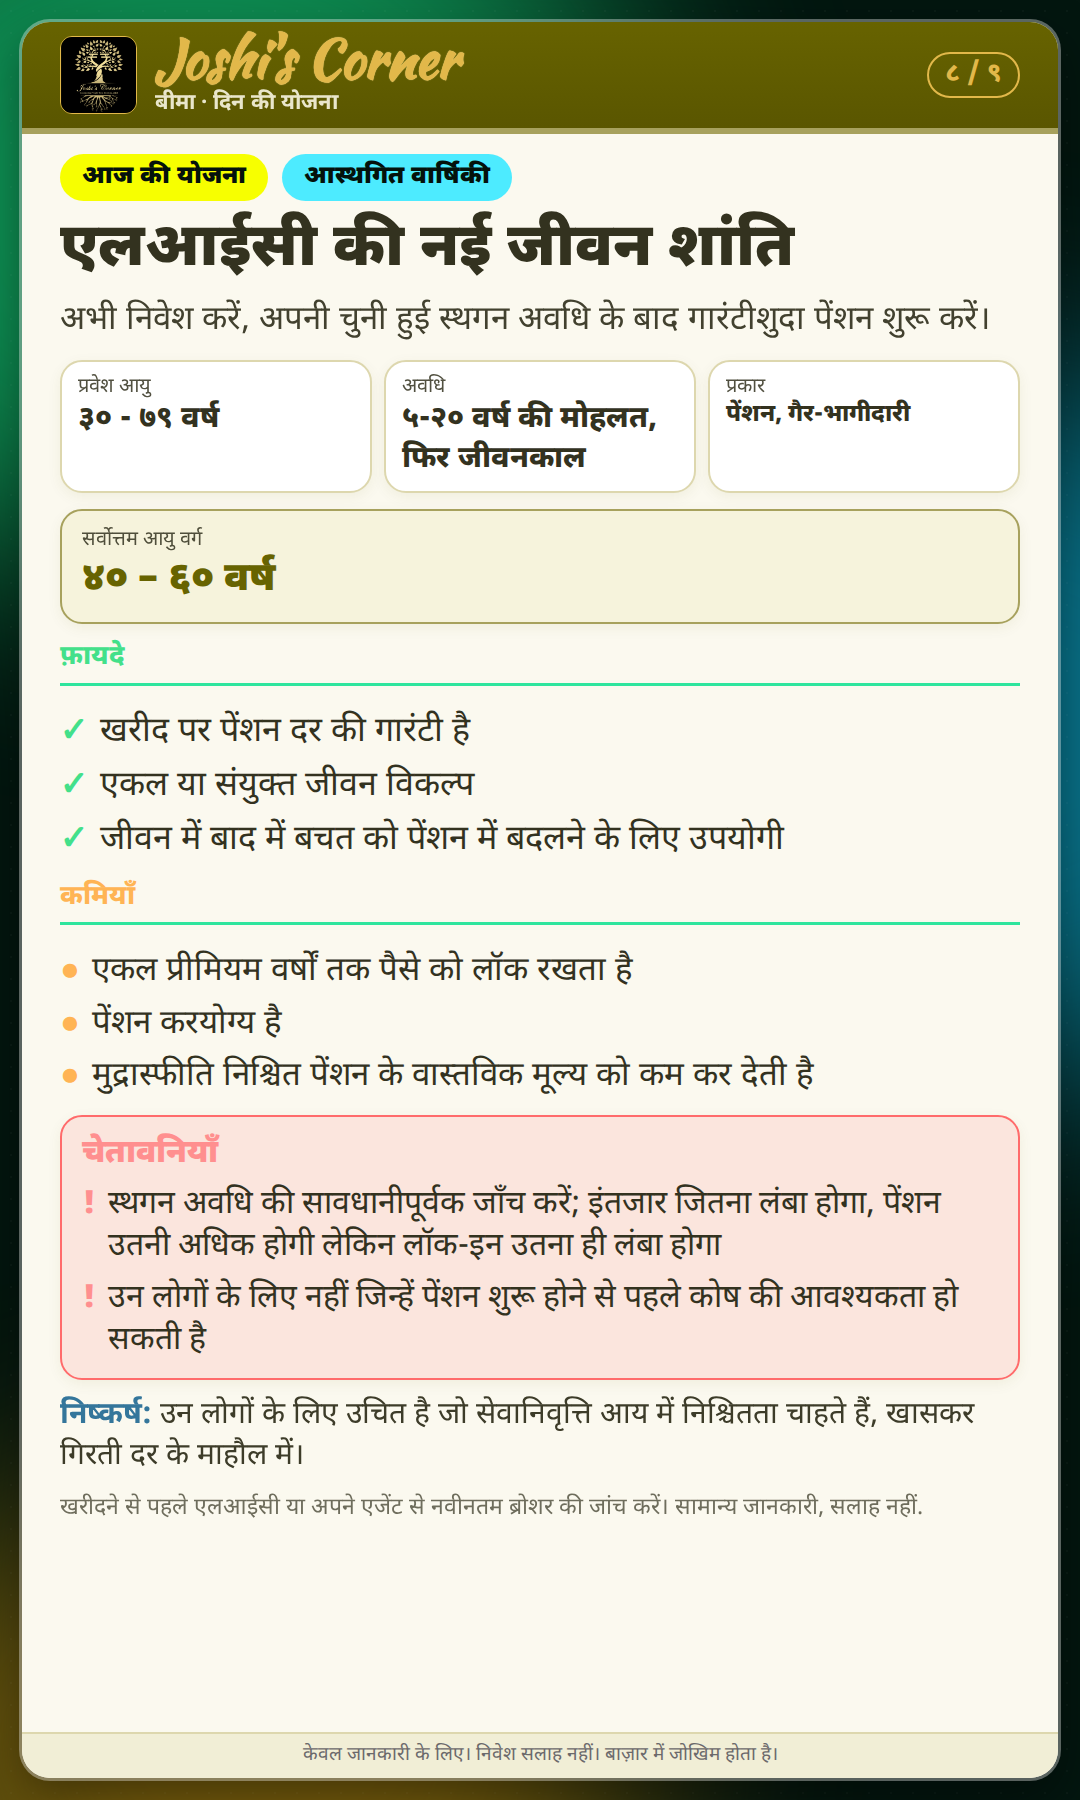 Joshi's Corner
Joshi's Corner
बीमा · दिन की योजना
८ / ९
आज की योजना
आस्थगित वार्षिकी
एलआईसी की नई जीवन शांति
अभी निवेश करें, अपनी चुनी हुई स्थगन अवधि के बाद गारंटीशुदा पेंशन शुरू करें।
प्रवेश आयु
३० - ७९ वर्ष
अवधि
५-२० वर्ष की मोहलत,
फिर जीवनकाल
प्रकार
पेंशन, गैर-भागीदारी
सर्वोत्तम आयु वर्ग
४० – ६० वर्ष
फ़ायदे
✓ खरीद पर पेंशन दर की गारंटी है
✓ एकल या संयुक्त जीवन विकल्प
✓ जीवन में बाद में बचत को पेंशन में बदलने के लिए उपयोगी
कमियाँ
● एकल प्रीमियम वर्षों तक पैसे को लॉक रखता है
● पेंशन करयोग्य है
● मुद्रास्फीति निश्चित पेंशन के वास्तविक मूल्य को कम कर देती है
चेतावनियाँ
! स्थगन अवधि की सावधानीपूर्वक जाँच करें; इंतजार जितना लंबा होगा, पेंशन
उतनी अधिक होगी लेकिन लॉक-इन उतना ही लंबा होगा
! उन लोगों के लिए नहीं जिन्हें पेंशन शुरू होने से पहले कोष की आवश्यकता हो
सकती है
निष्कर्ष: उन लोगों के लिए उचित है जो सेवानिवृत्ति आय में निश्चितता चाहते हैं, खासकर
गिरती दर के माहौल में।
खरीदने से पहले एलआईसी या अपने एजेंट से नवीनतम ब्रोशर की जांच करें। सामान्य जानकारी, सलाह नहीं.
केवल जानकारी के लिए। निवेश सलाह नहीं। बाज़ार में जोखिम होता है।